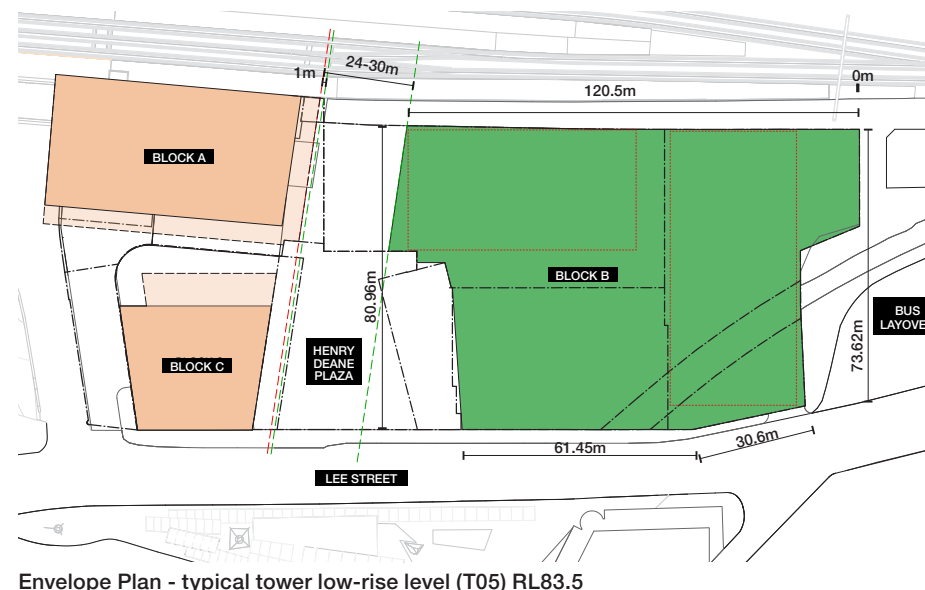 24-30m
1m
0m
120.5m
BLOCK A
BLOCK B
80.96m
73.62m
BUS
LAYOVE
HENRY
DEANE
PLAZA
BLOCK C
61.45m
30.6m
LEE STREET
Envelope Plan - typical tower low-rise level (T05) RL83.5